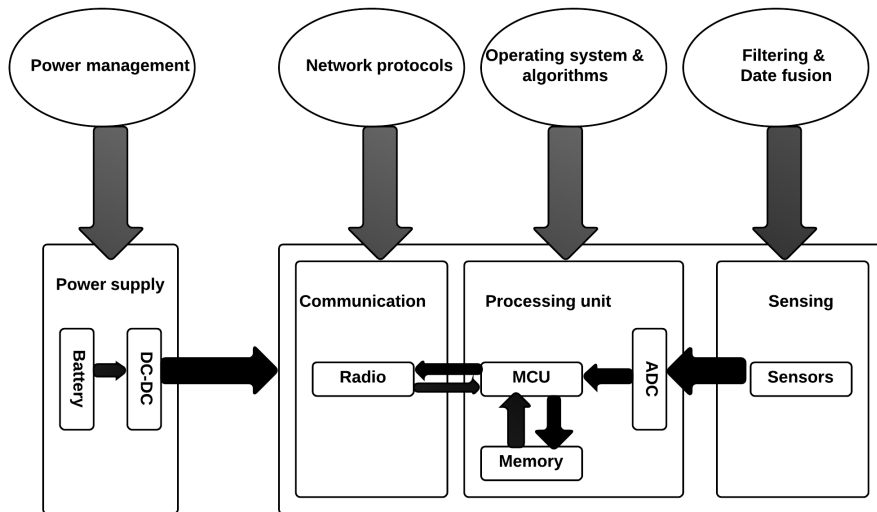 Power management
Network protocols
Operating system &
algorithms
Filtering &
Date fusion
Power supply
Communication
Processing unit
Sensing
Battery
DC-DC
Radio
MCU
ADC
Sensors
Memory